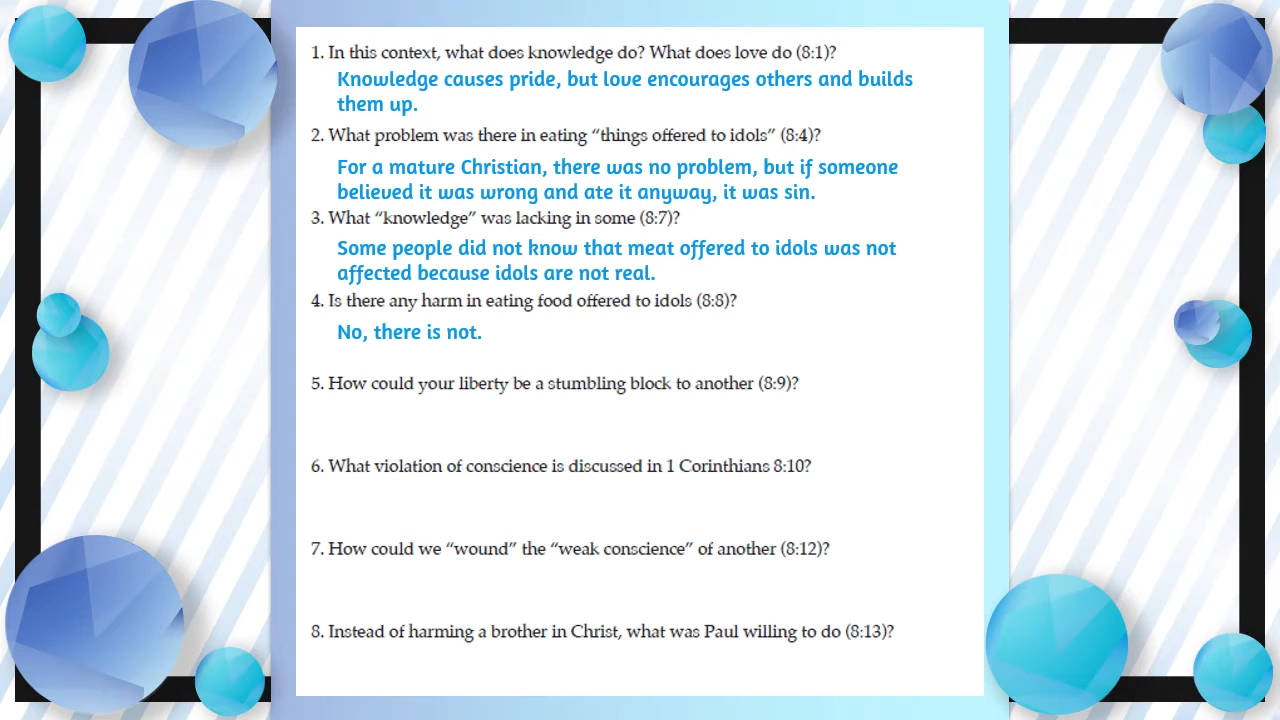 1. In this context, what does knowledge do? What does love do (8:1)?
Knowledge causes pride, but love encourages others and builds
them up.
2. What problem was there in eating “things offered to idols” (8:4)?
For a mature Christian, there was no problem, but if someone
believed it was wrong and ate it anyway, it was sin.
3. What “knowledge” was lacking in some (8:7)?
Some people did not know that meat offered to idols was not
affected because idols are not real.
4. Is there any harm in eating food offered to idols (8:8)?
No, there is not.
5. How could your liberty be a stumbling block to another (8:9)?
6. What violation of conscience is discussed in 1 Corinthians 8:10?
7. How could we “wound” the “weak conscience” of another (8:12)?
8. Instead of harming a brother in Christ, what was Paul willing to do (8:13)?